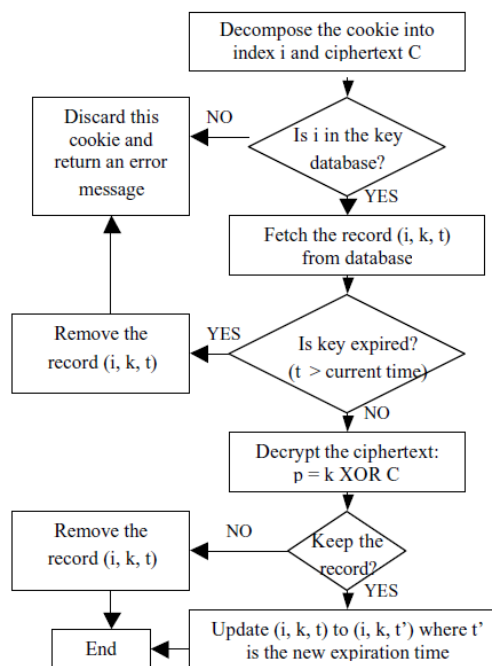 Decompose the cookie into
index i and ciphertext C
Discard this
cookie and
return an error
message
NO
Is i in the key
database?
YES
Fetch the record (i, k, t)
from database
Remove the
record (i, k, t)
YES
Is key expired?
(t > current time)
NO
Decrypt the ciphertext:
p = k XOR C
Remove the
record (i, k, t)
NO
Keep the
record?
YES
End
Update (i, k, t) to (i, k, t’) where t’
is the new expiration time